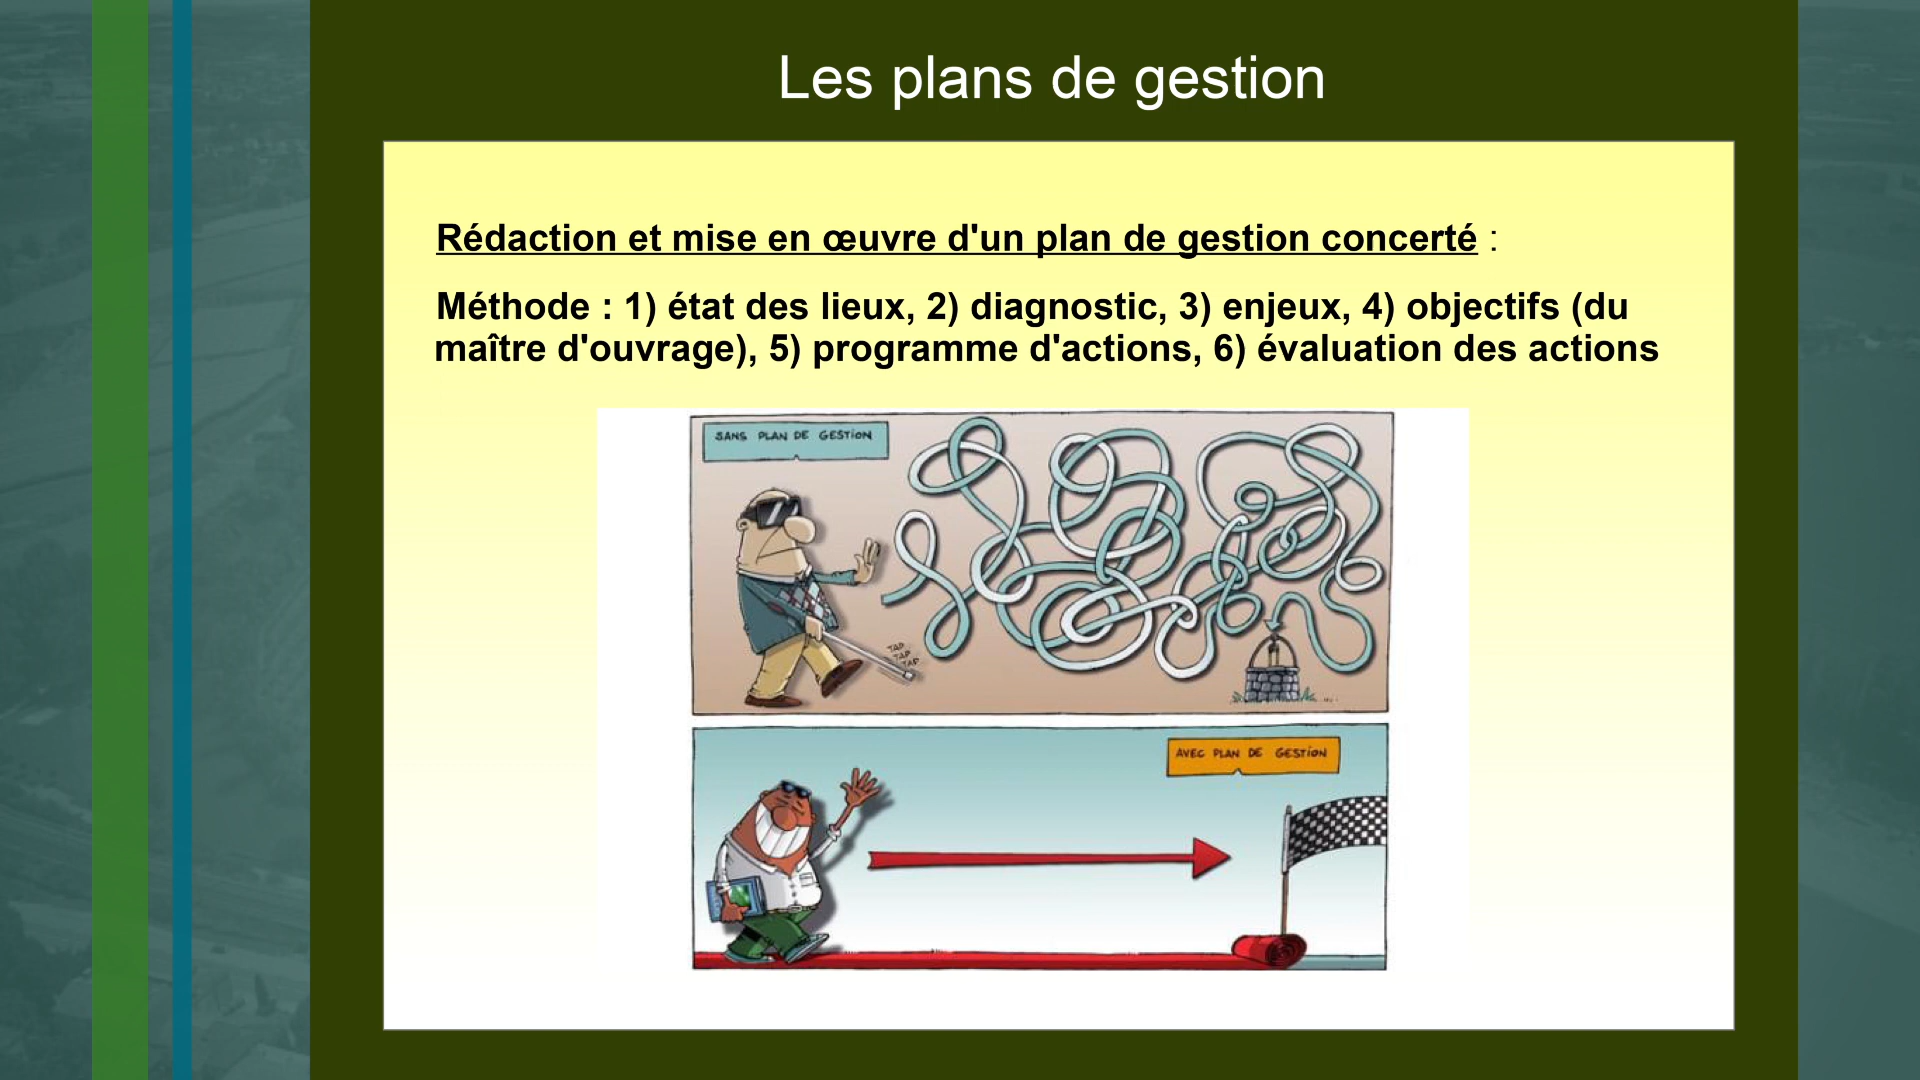 Les plans de gestion
Rédaction et mise en œuvre d'un plan de gestion concerté :
Méthode : 1) état des lieux, 2) diagnostic, 3) enjeux, 4) objectifs (du
maître d'ouvrage), 5) programme d'actions, 6) évaluation des actions
SANS PLAN DE GESTION
TAP
TAP
TAP
AVEC PLAN DE GESTION